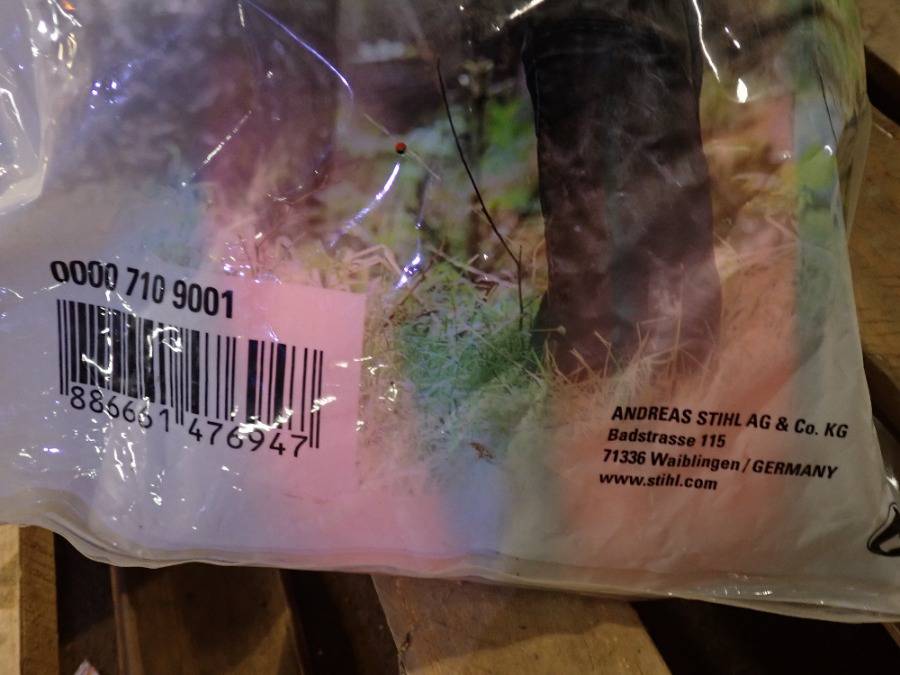 0000 710 9001
886661 476947
ANDREAS STIHL AG & Co. KG
Badstrasse 115
71336 Waiblingen / GERMANY
www.stihl.com